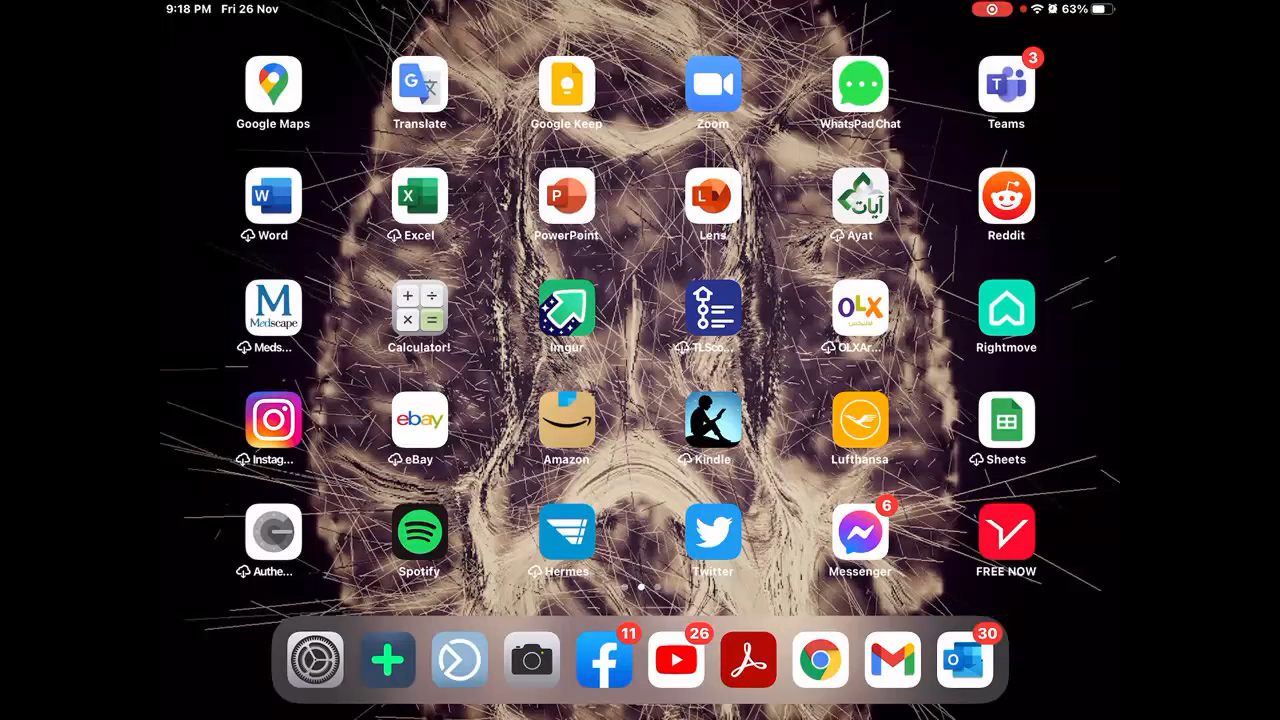 9:18 PM Fri 26 Nov 63%
3
Google Maps Translate Google Keep Zoom WhatsPad Chat Teams
W X P L آيات
Word Excel PowerPoint Lens Ayat Reddit
M Medscape + ÷ × = OLX
Meds... Calculator! Imgur TLSco... OLXAr... Rightmove
ebay
Instag... eBay Amazon Kindle Lufthansa Sheets
6
Authe... Spotify Hermes Twitter Messenger FREE NOW
11 26 30